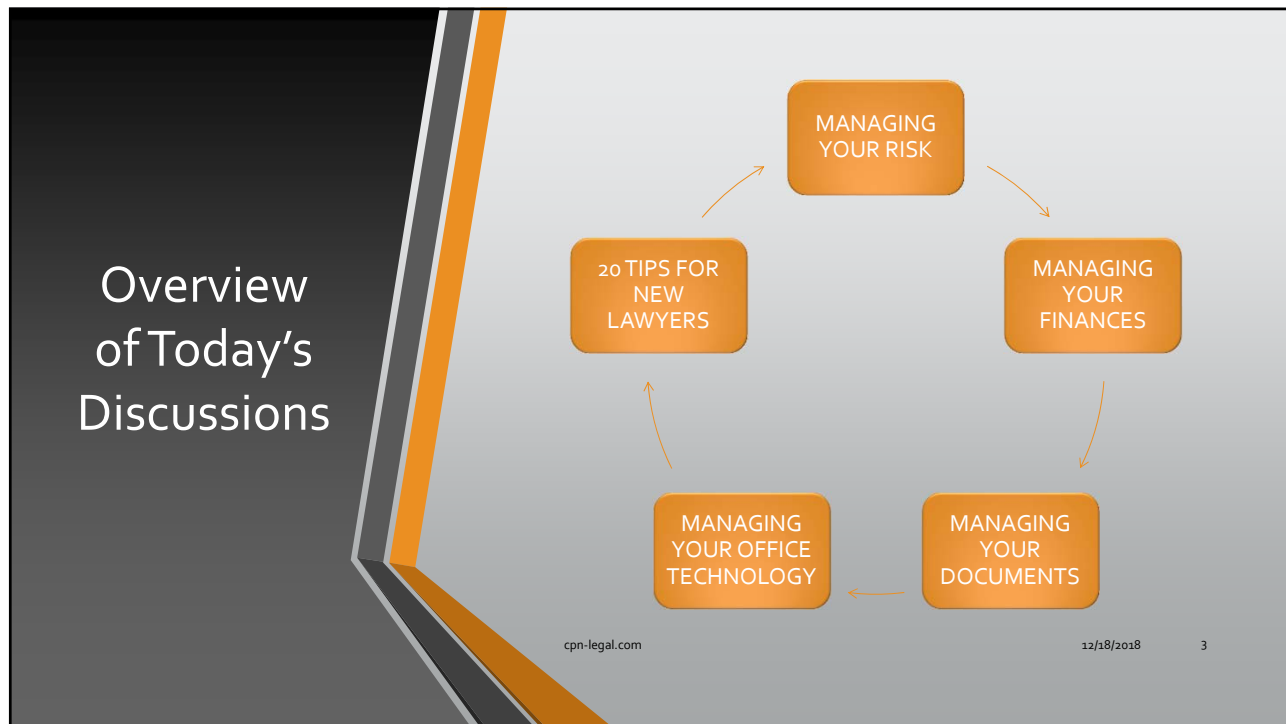 Overview
of Today's
Discussions
MANAGING
YOUR RISK
MANAGING
YOUR
FINANCES
MANAGING
YOUR
DOCUMENTS
MANAGING
YOUR OFFICE
TECHNOLOGY
20 TIPS FOR
NEW
LAWYERS
cpn-legal.com
12/18/2018
3